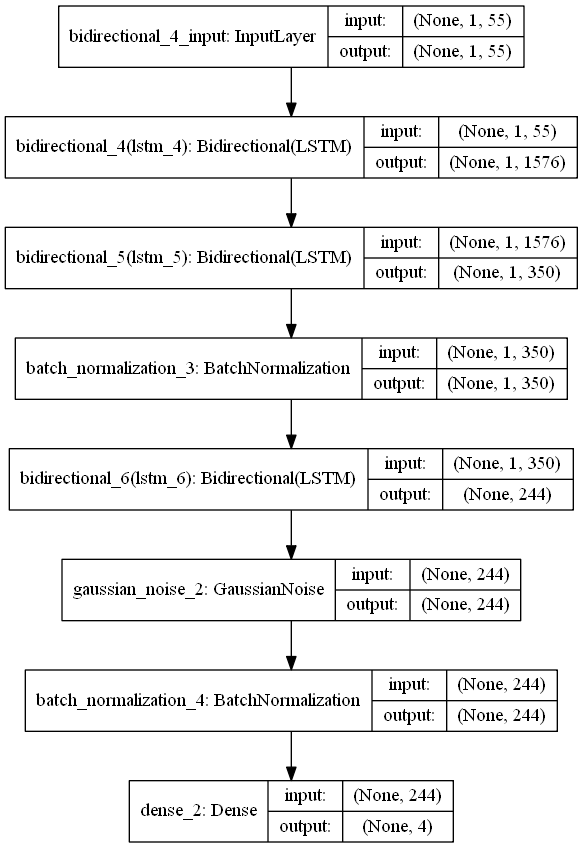 bidirectional_4_input: InputLayer
input: (None, 1, 55)
output: (None, 1, 55)
bidirectional_4(lstm_4): Bidirectional(LSTM)
input: (None, 1, 55)
output: (None, 1, 1576)
bidirectional_5(lstm_5): Bidirectional(LSTM)
input: (None, 1, 1576)
output: (None, 1, 350)
batch_normalization_3: BatchNormalization
input: (None, 1, 350)
output: (None, 1, 350)
bidirectional_6(lstm_6): Bidirectional(LSTM)
input: (None, 1, 350)
output: (None, 244)
gaussian_noise_2: GaussianNoise
input: (None, 244)
output: (None, 244)
batch_normalization_4: BatchNormalization
input: (None, 244)
output: (None, 244)
dense_2: Dense
input: (None, 244)
output: (None, 4)